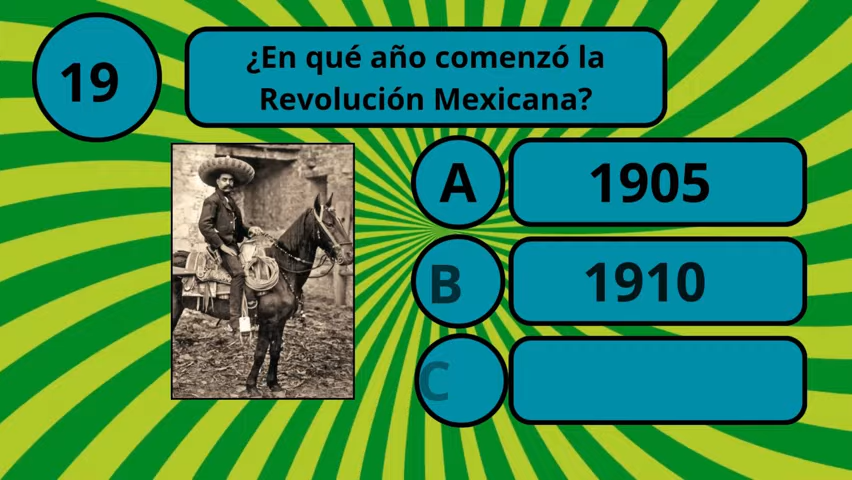 19
¿En qué año comenzó la
Revolución Mexicana?
A 1905
B 1910
C